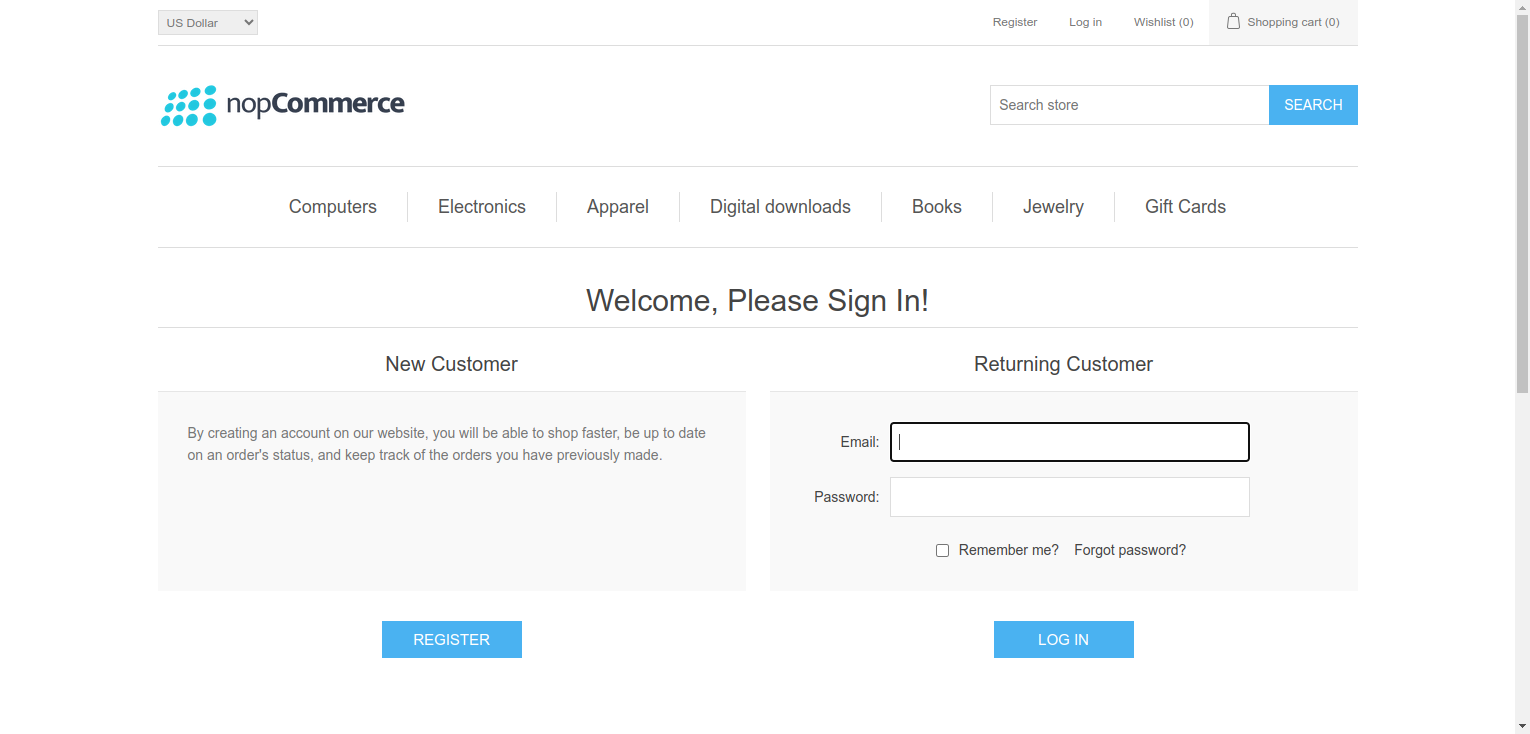 US Dollar
Register
Log in
Wishlist (0)
Shopping cart (0)
nopCommerce
Search store
SEARCH
Computers
Electronics
Apparel
Digital downloads
Books
Jewelry
Gift Cards
Welcome, Please Sign In!
New Customer
By creating an account on our website, you will be able to shop faster, be up to date
on an order's status, and keep track of the orders you have previously made.
REGISTER
Returning Customer
Email:
Password:
Remember me?
Forgot password?
LOG IN